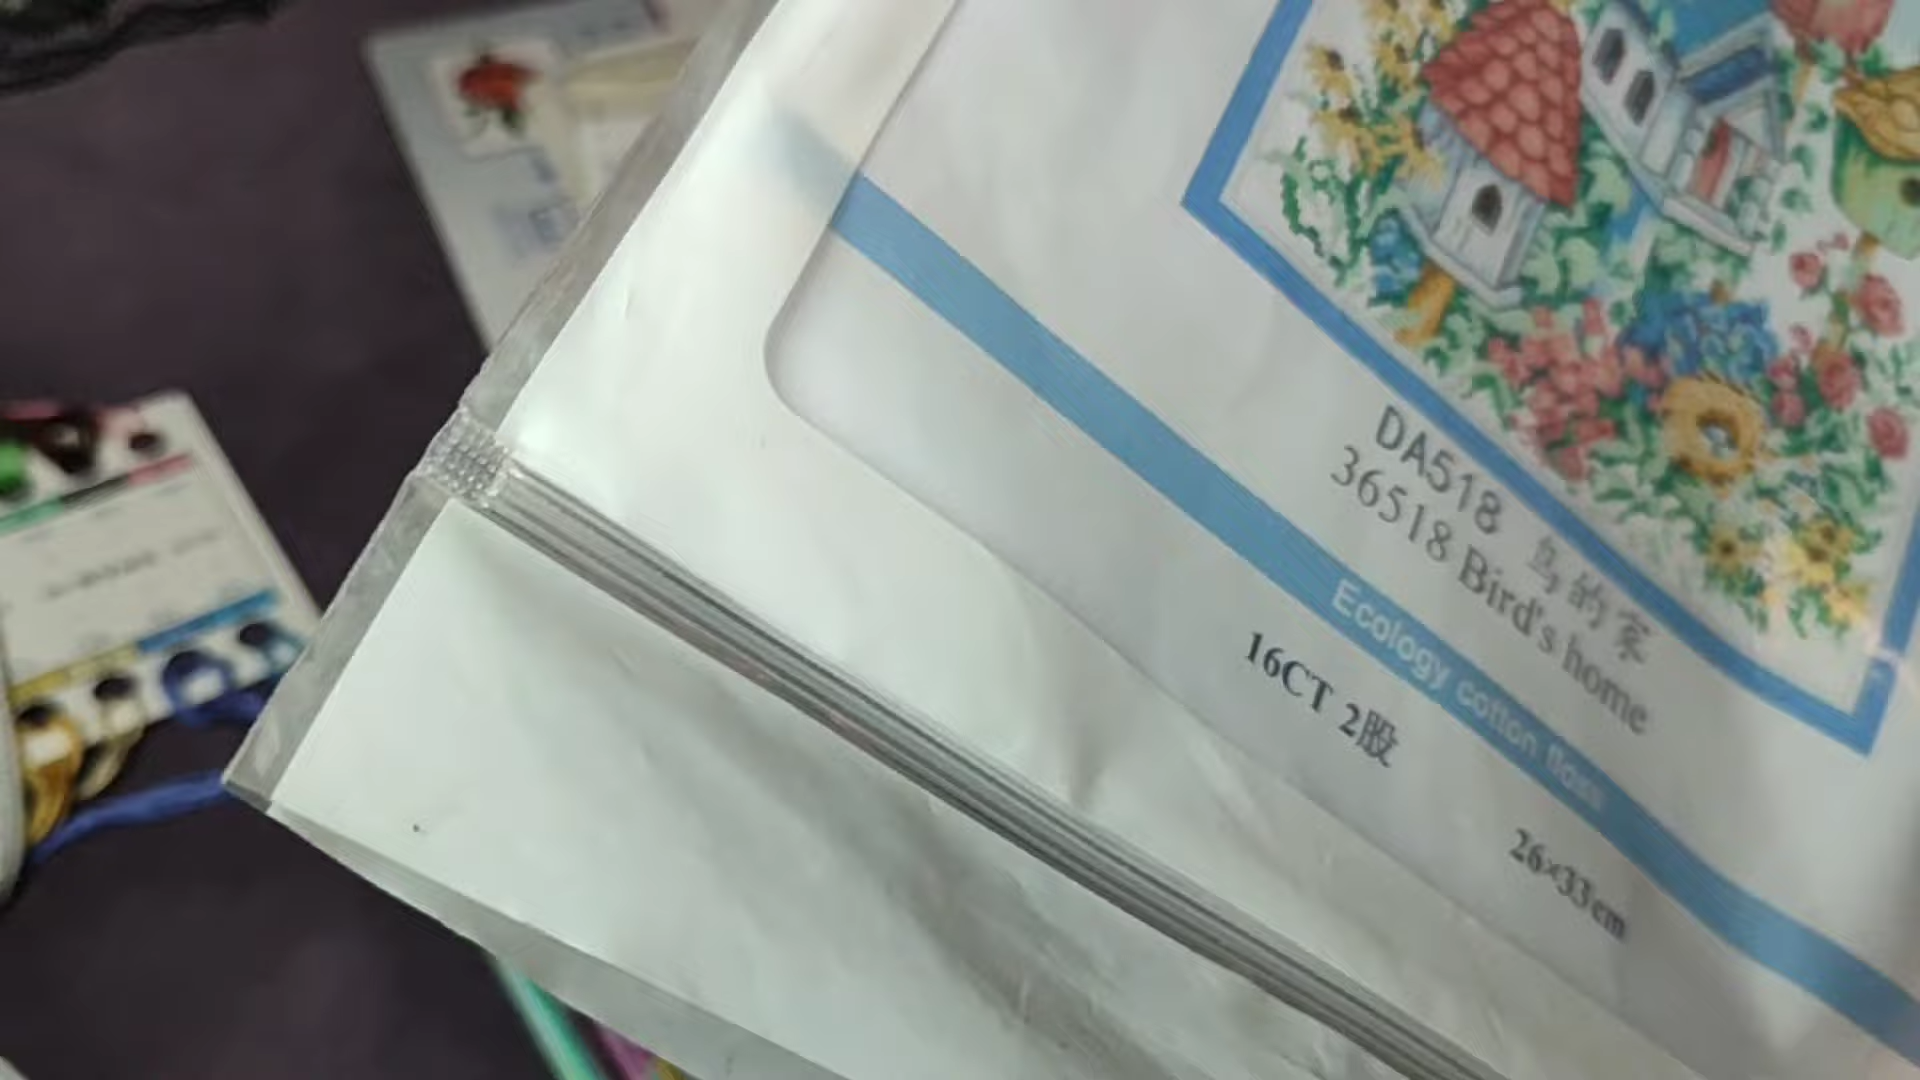 DA518 鸟的家
36518 Bird's home
Ecology cotton floss
16CT 2股
26×33cm